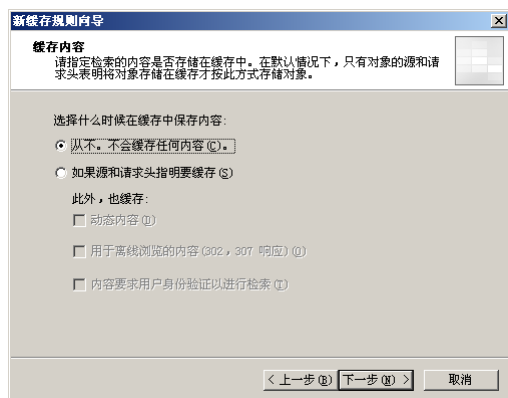 新缓存规则向导
缓存内容
请指定检索的内容是否存储在缓存中。在默认情况下，只有对象的源和请
求头表明将对象存储在缓存才按此方式存储对象。
选择什么时候在缓存中保存内容:
从不。不会缓存任何内容(C)。
如果源和请求头指明要缓存(S)
此外，也缓存:
动态内容(D)
用于离线浏览的内容(302，307 响应)(O)
内容要求用户身份验证以进行检索(T)
< 上一步(B) 下一步(N) > 取消